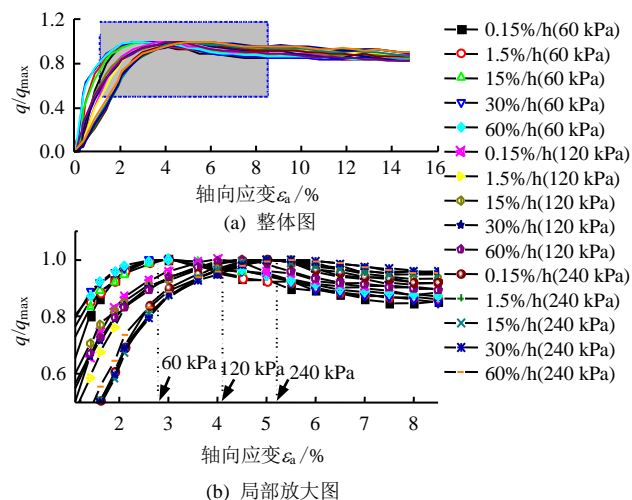 1.2
0.8
0.4
0.0
q/qmax
0 2 4 6 8 10 12 14 16
轴向应变εa/%
(a) 整体图
1.0
0.8
0.6
q/qmax
60 kPa
120 kPa
240 kPa
2 3 4 5 6 7 8
轴向应变εa/%
(b) 局部放大图
0.15%/h(60 kPa)
1.5%/h(60 kPa)
15%/h(60 kPa)
30%/h(60 kPa)
60%/h(60 kPa)
0.15%/h(120 kPa)
1.5%/h(120 kPa)
15%/h(120 kPa)
30%/h(120 kPa)
60%/h(120 kPa)
0.15%/h(240 kPa)
1.5%/h(240 kPa)
15%/h(240 kPa)
30%/h(240 kPa)
60%/h(240 kPa)